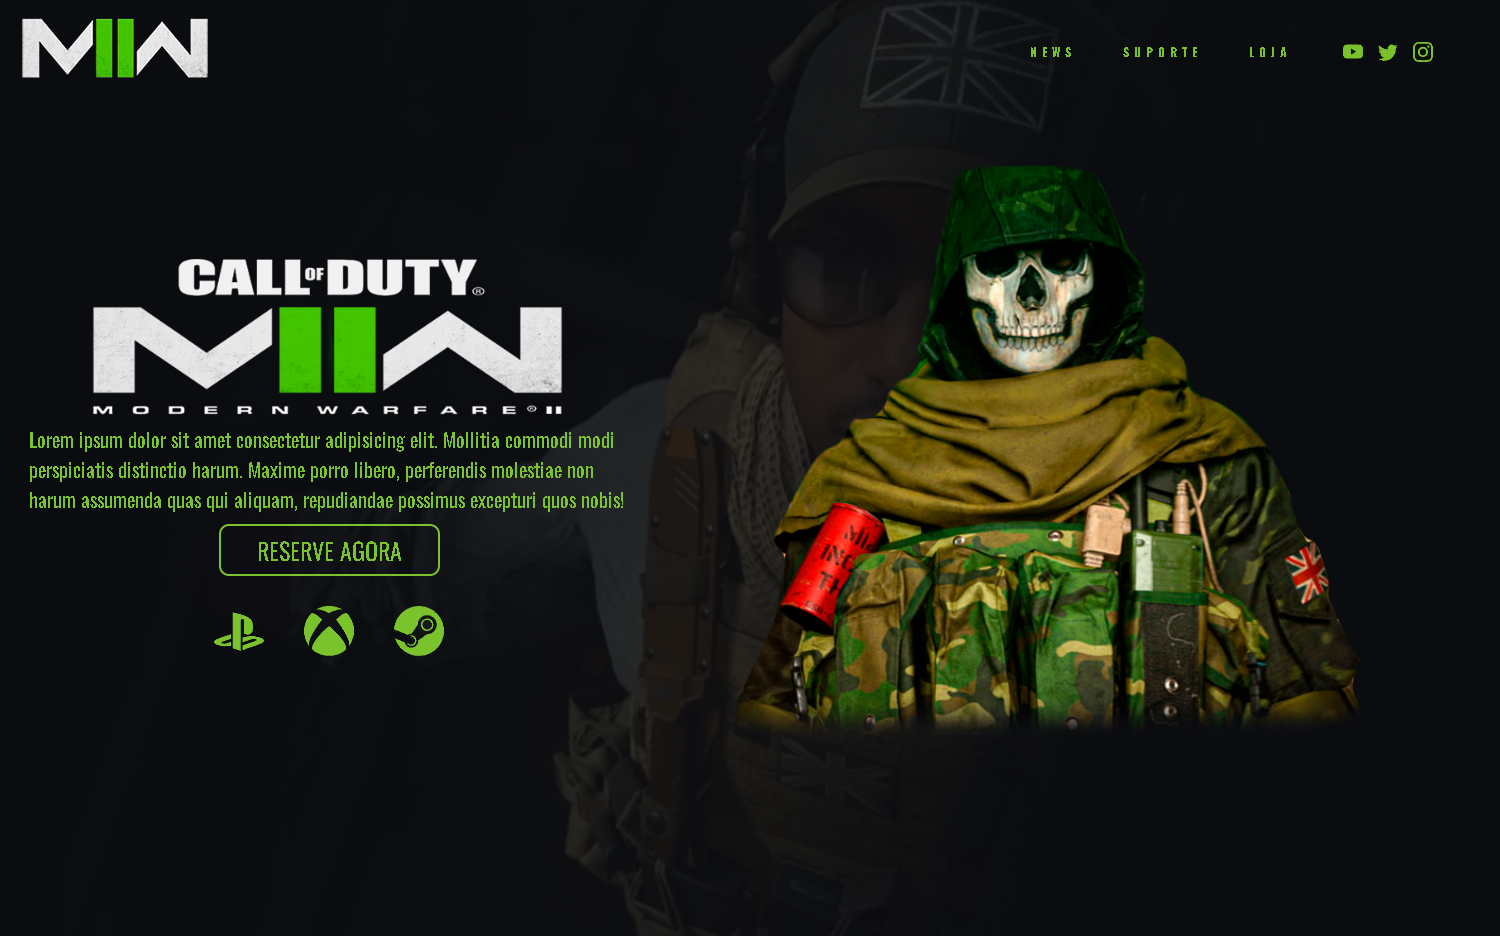 MIIW
NEWS SUPORTE LOJA
CALL OF DUTY®
MIIW
MODERN WARFARE® II
Lorem ipsum dolor sit amet consectetur adipisicing elit. Mollitia commodi modi
perspiciatis distinctio harum. Maxime porro libero, perferendis molestiae non
harum assumenda quas qui aliquam, repudiandae possimus excepturi quos nobis!
RESERVE AGORA